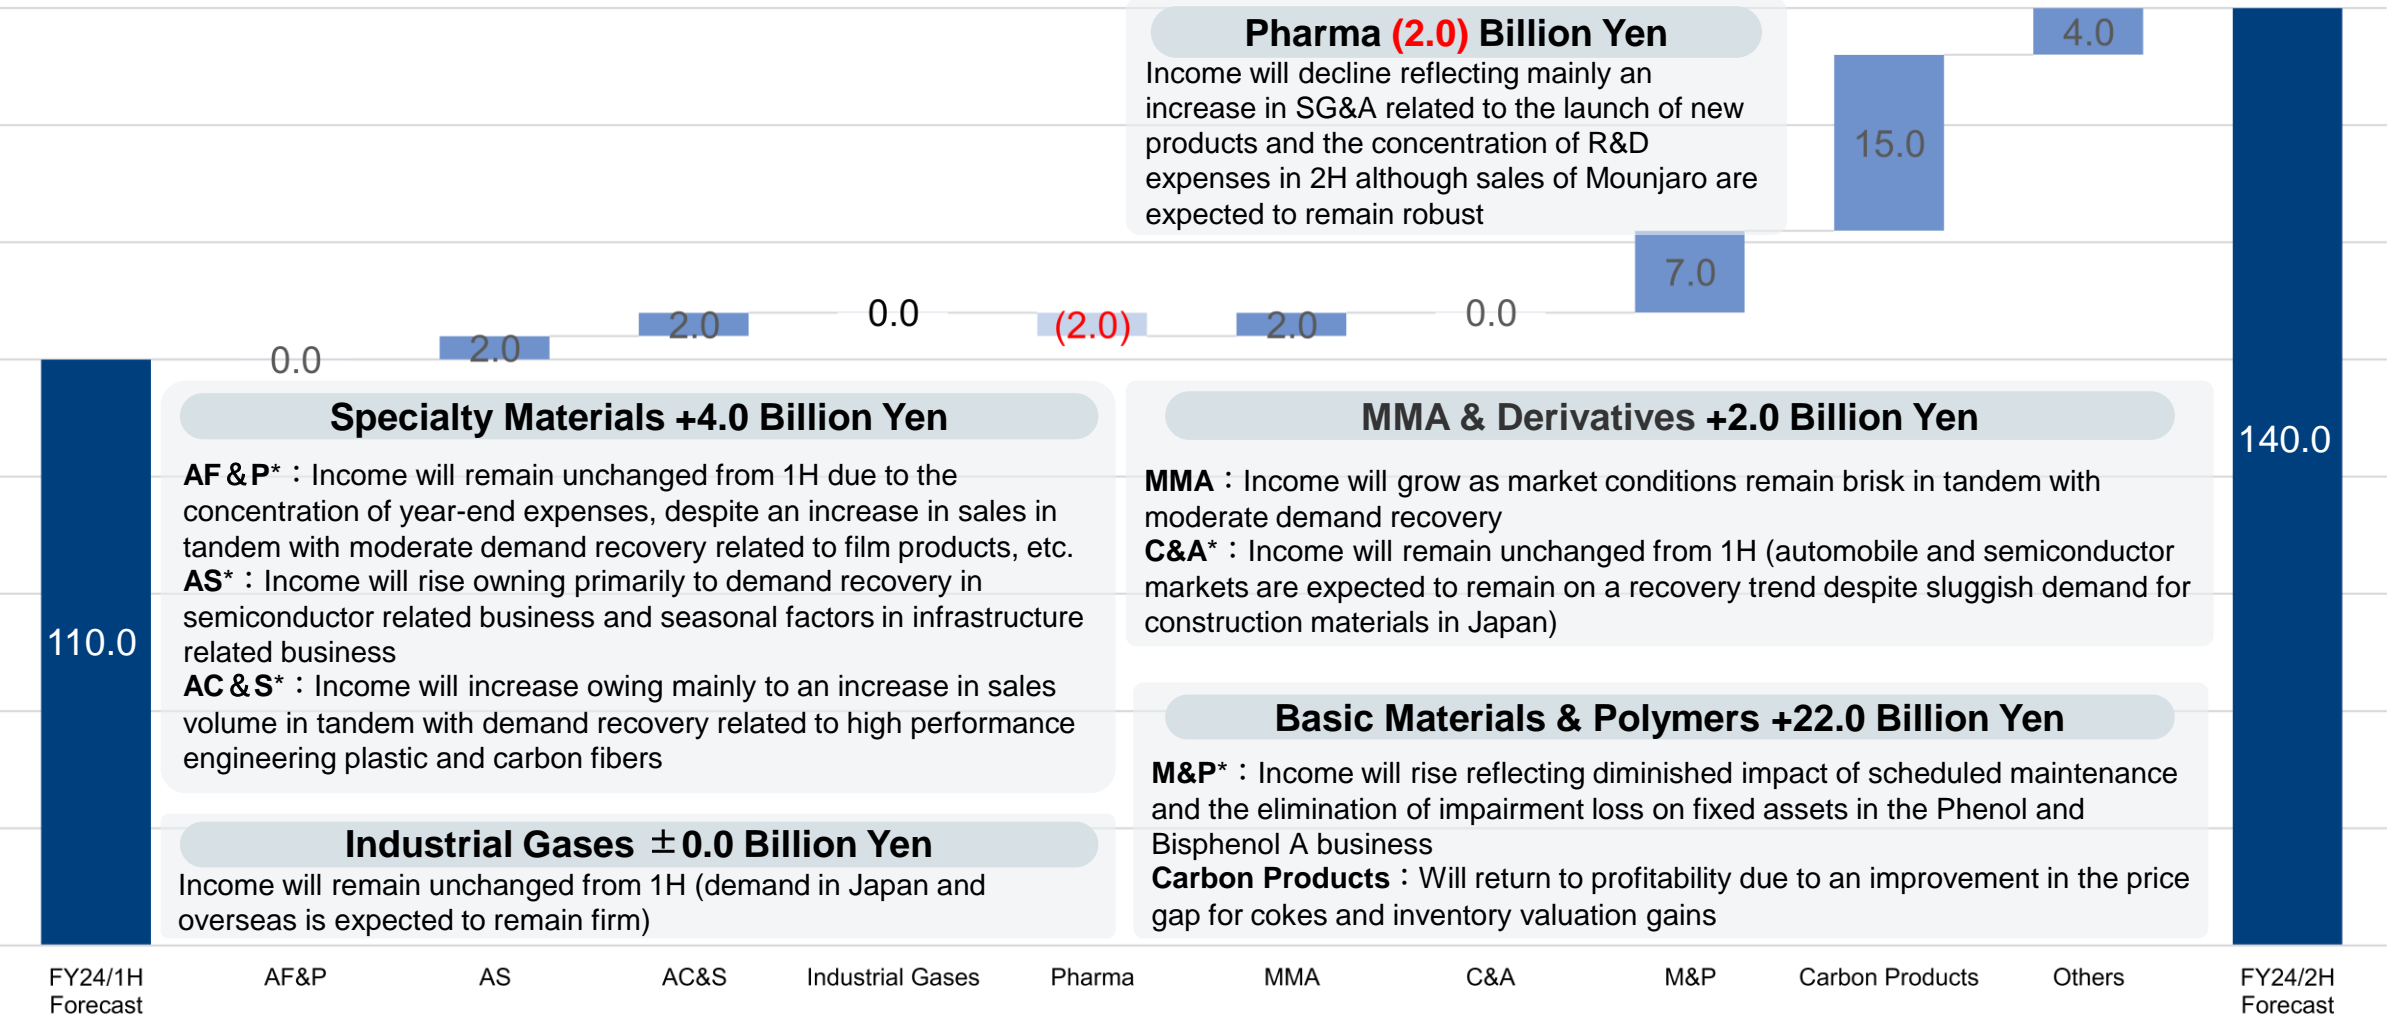 Pharma (2.0) Billion Yen
Income will decline reflecting mainly an
increase in SG&A related to the launch of new
products and the concentration of R&D
expenses in 2H although sales of Mounjaro are
expected to remain robust
4.0
15.0
7.0
0.0
2.0
2.0
0.0
(2.0)
2.0
0.0
110.0
140.0
Specialty Materials +4.0 Billion Yen
AF&P*：Income will remain unchanged from 1H due to the
concentration of year-end expenses, despite an increase in sales in
tandem with moderate demand recovery related to film products, etc.
AS*：Income will rise owning primarily to demand recovery in
semiconductor related business and seasonal factors in infrastructure
related business
AC&S*：Income will increase owing mainly to an increase in sales
volume in tandem with demand recovery related to high performance
engineering plastic and carbon fibers
Industrial Gases ±0.0 Billion Yen
Income will remain unchanged from 1H (demand in Japan and
overseas is expected to remain firm)
MMA & Derivatives +2.0 Billion Yen
MMA：Income will grow as market conditions remain brisk in tandem with
moderate demand recovery
C&A*：Income will remain unchanged from 1H (automobile and semiconductor
markets are expected to remain on a recovery trend despite sluggish demand for
construction materials in Japan)
Basic Materials & Polymers +22.0 Billion Yen
M&P*：Income will rise reflecting diminished impact of scheduled maintenance
and the elimination of impairment loss on fixed assets in the Phenol and
Bisphenol A business
Carbon Products：Will return to profitability due to an improvement in the price
gap for cokes and inventory valuation gains
FY24/1H
Forecast
AF&P
AS
AC&S
Industrial Gases
Pharma
MMA
C&A
M&P
Carbon Products
Others
FY24/2H
Forecast